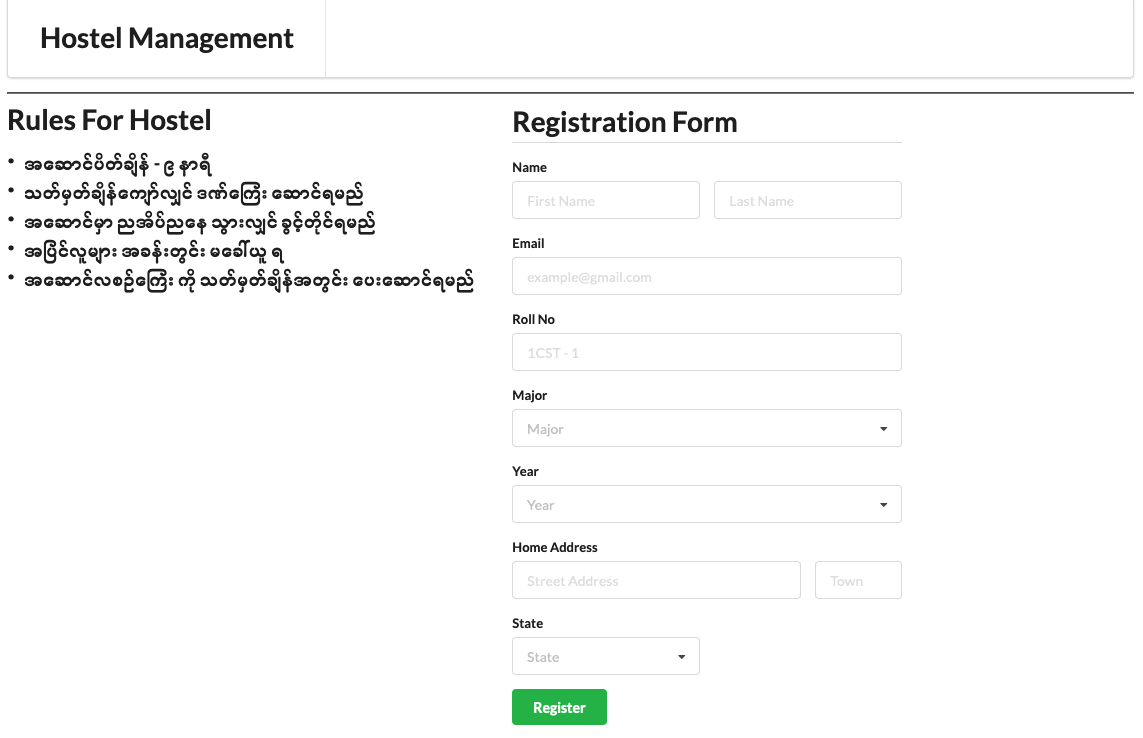 Hostel Management
Rules For Hostel
• အဆောင်ပိတ်ချိန် - ၉ နာရီ
• သတ်မှတ်ချိန်ကျော်လျှင် ဒဏ်ကြေး ဆောင်ရမည်
• အဆောင်မှာ ညအိပ်ညနေ သွားလျှင် ခွင့်တိုင်ရမည်
• အပြင်လူများ အခန်းတွင်း မခေါ်ယူ ရ
• အဆောင်လစဉ်ကြေး ကို သတ်မှတ်ချိန်အတွင်း ပေးဆောင်ရမည်
Registration Form
Name
First Name Last Name
Email
example@gmail.com
Roll No
1CST - 1
Major
Major
Year
Year
Home Address
Street Address Town
State
State
Register